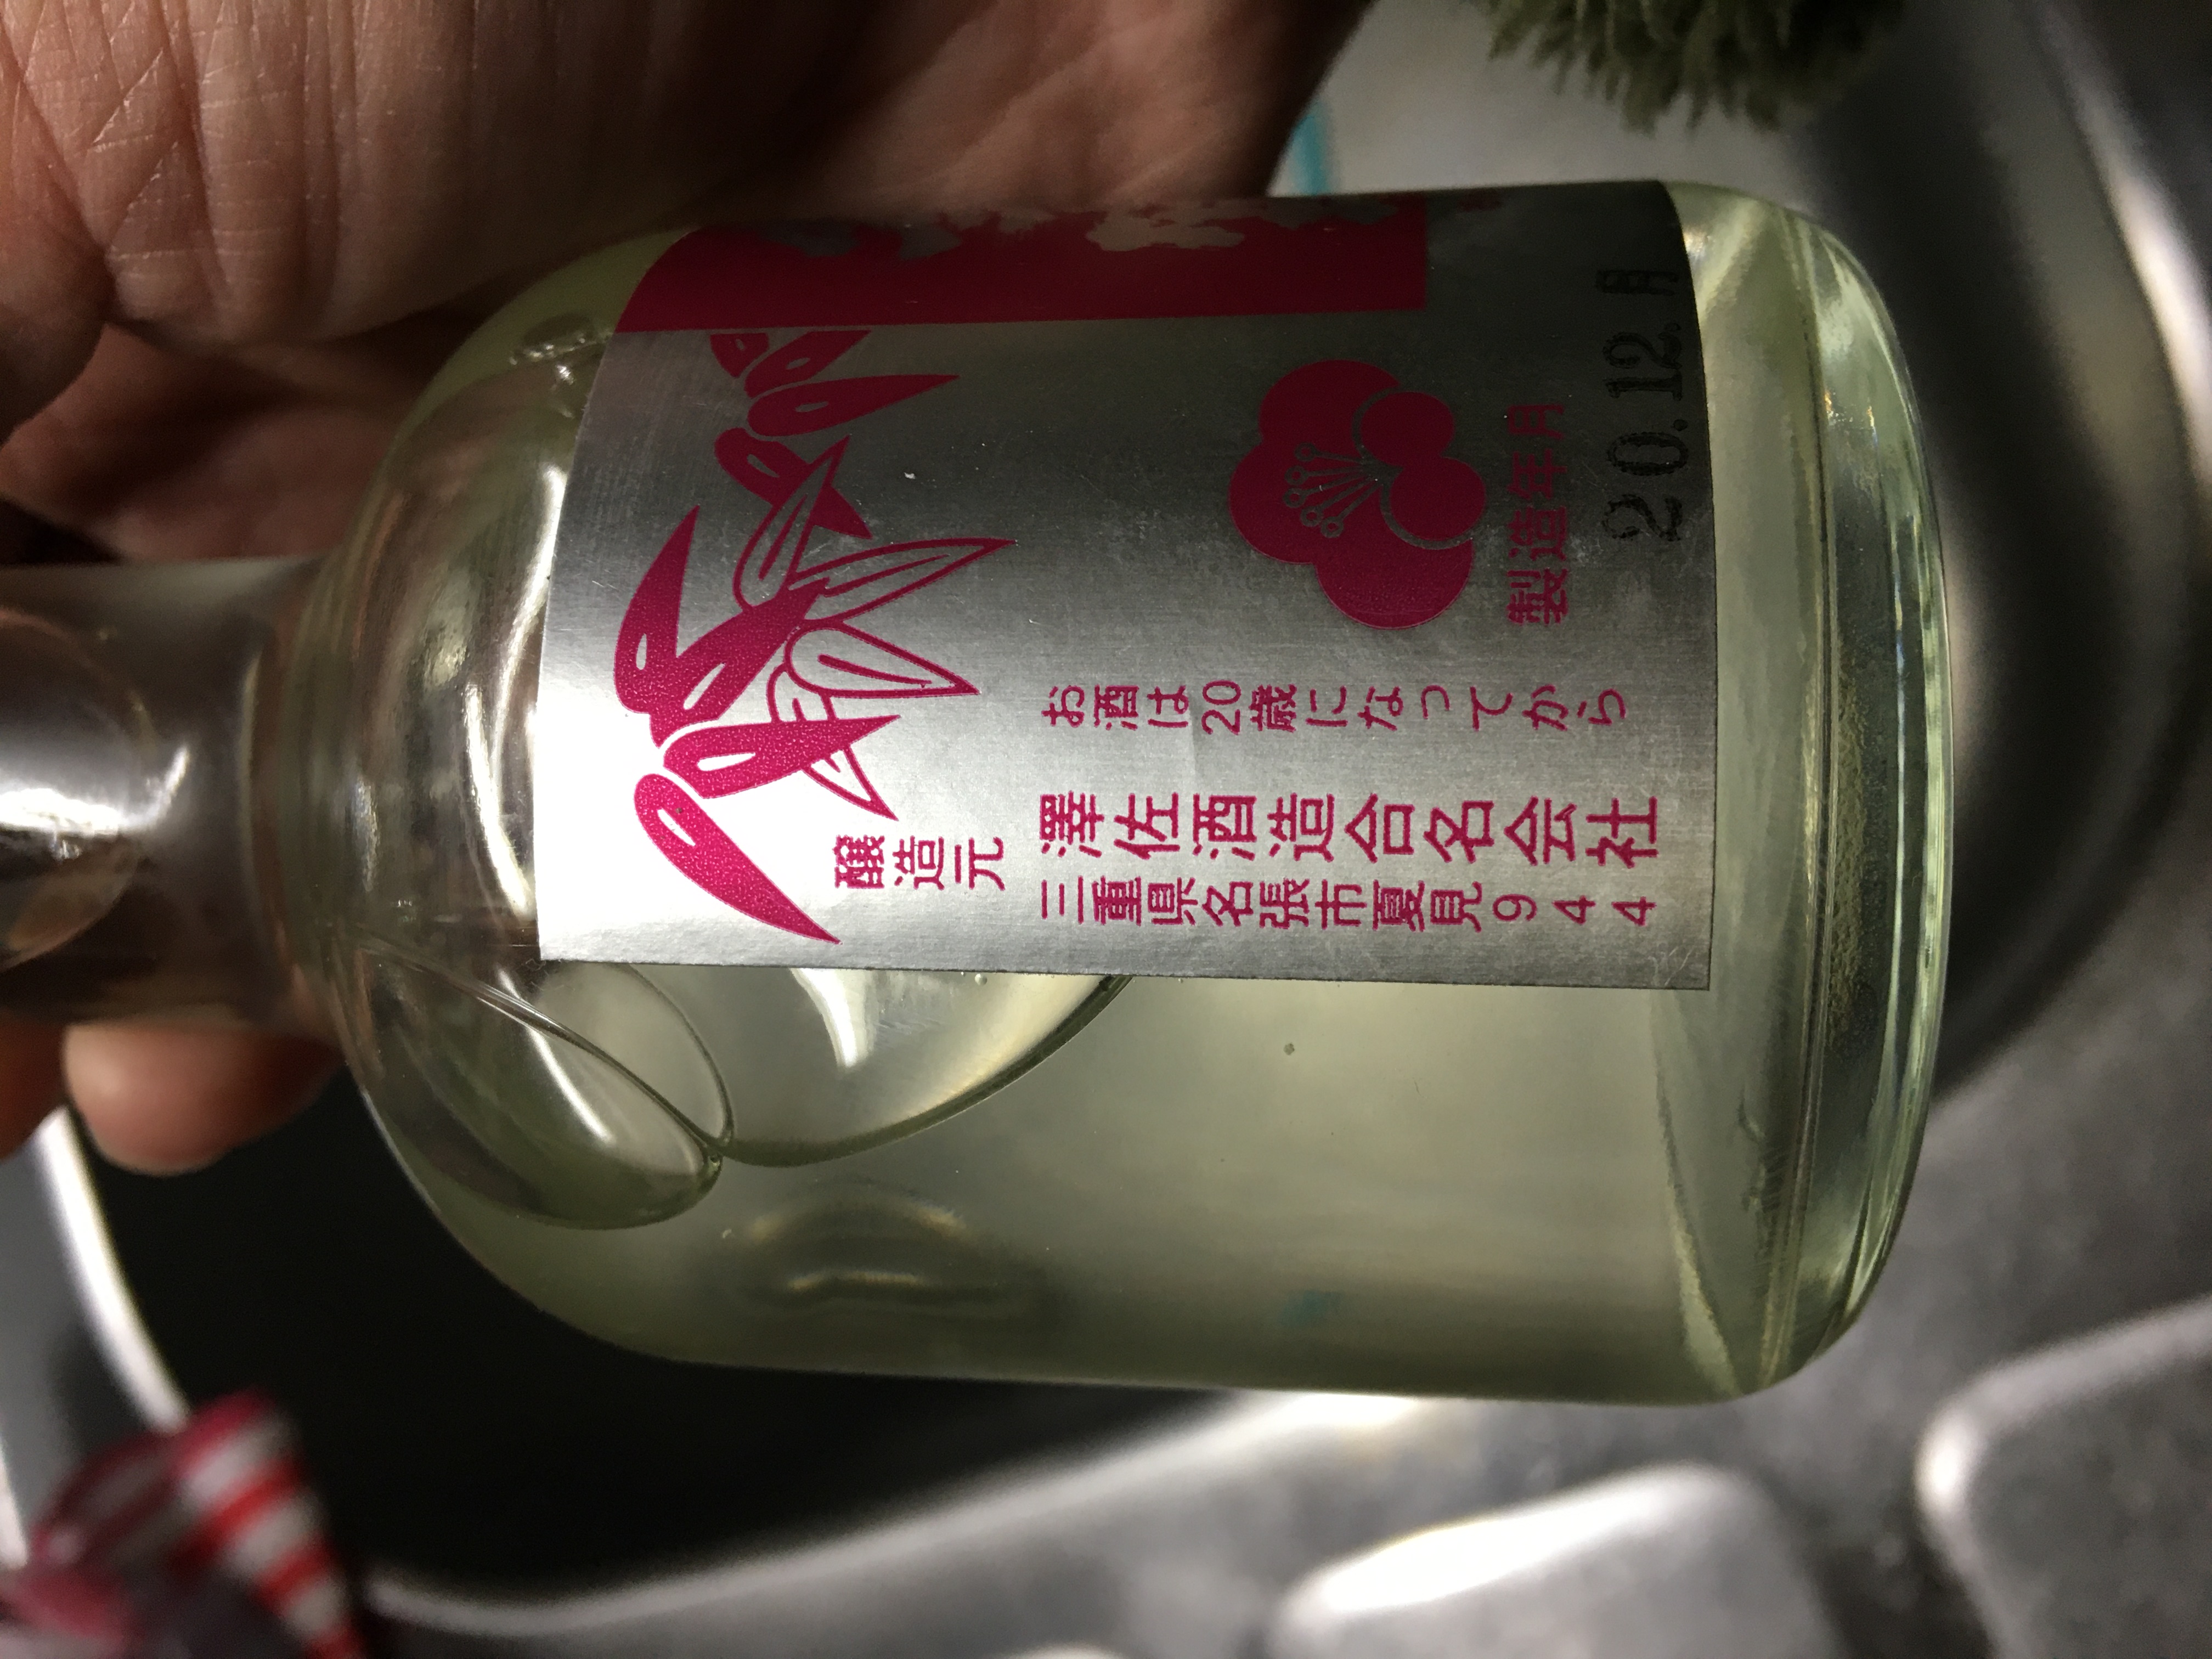 製造年月
20.12.月
お酒は20歳になってから
醸造元
澤佐酒造合名会社
三重県名張市夏見944